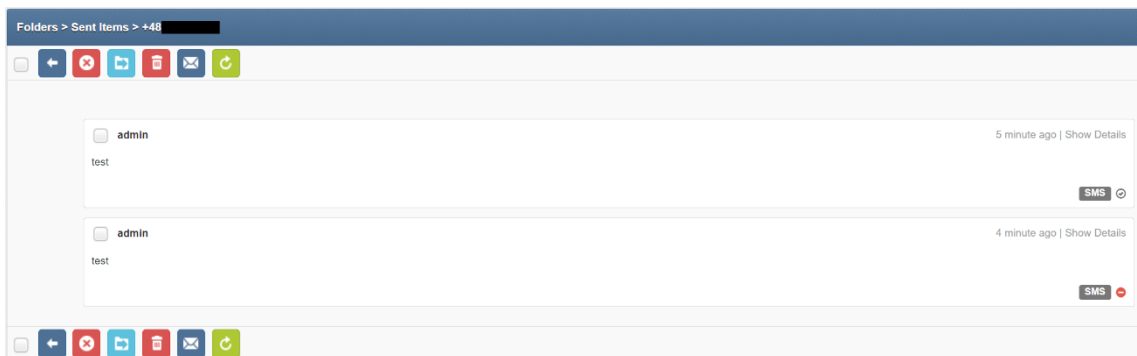 Folders > Sent Items > +48
admin
5 minute ago | Show Details
test
SMS
admin
4 minute ago | Show Details
test
SMS